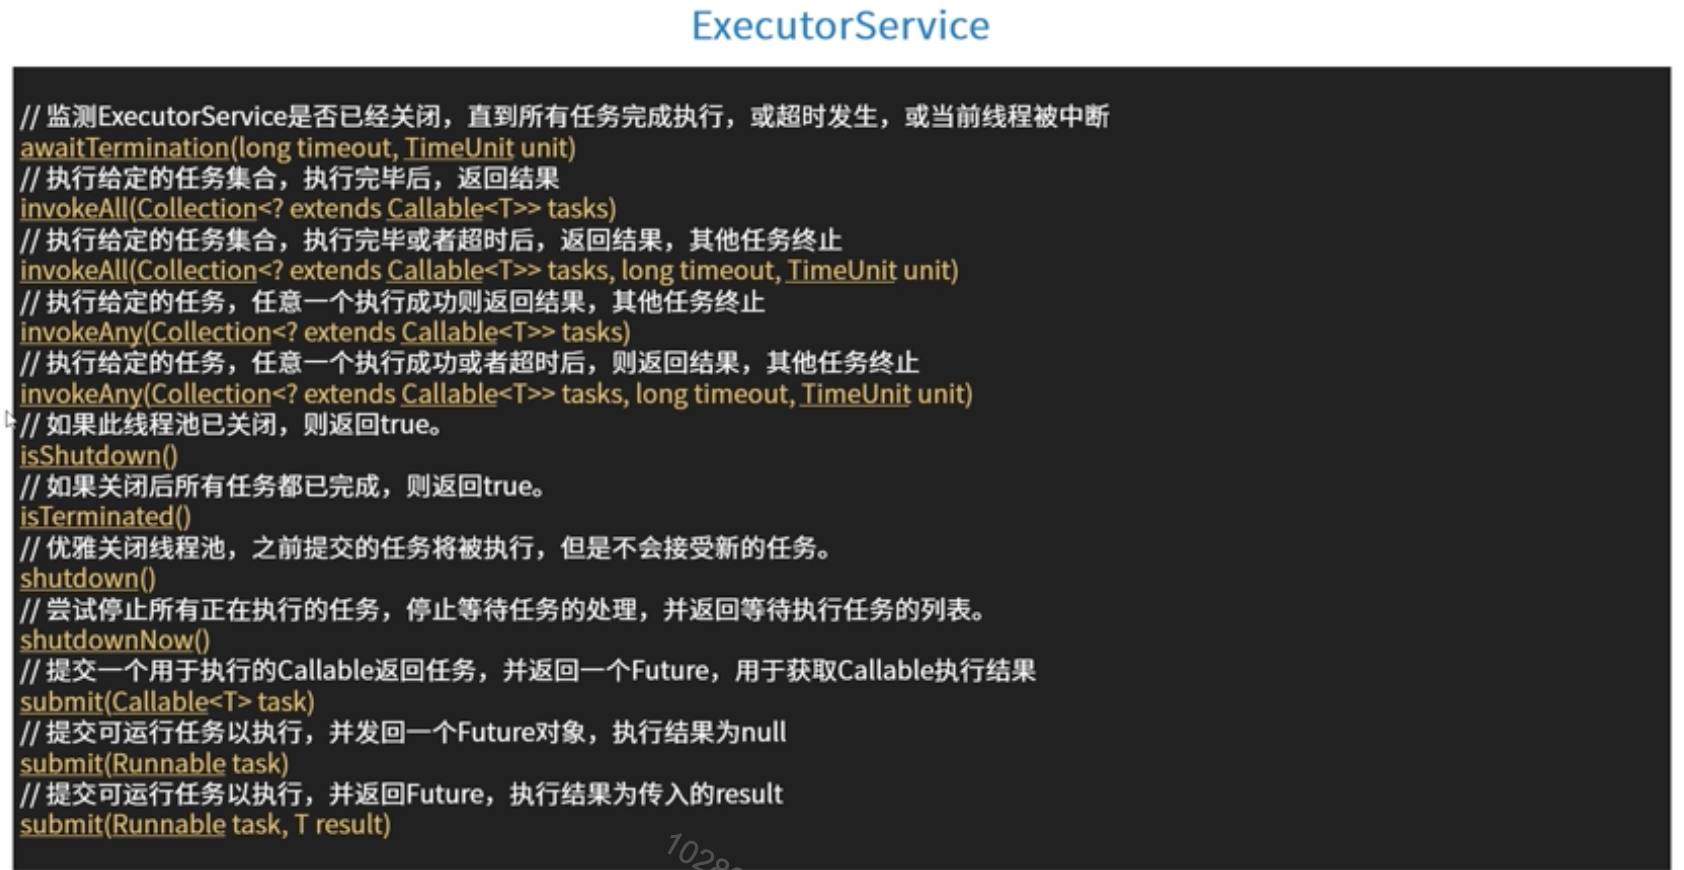 ExecutorService
// 监测ExecutorService是否已经关闭，直到所有任务完成执行，或超时发生，或当前线程被中断
awaitTermination(long timeout, TimeUnit unit)
// 执行给定的任务集合，执行完毕后，返回结果
invokeAll(Collection<? extends Callable<T>> tasks)
// 执行给定的任务集合，执行完毕或者超时后，返回结果，其他任务终止
invokeAll(Collection<? extends Callable<T>> tasks, long timeout, TimeUnit unit)
// 执行给定的任务，任意一个执行成功则返回结果，其他任务终止
invokeAny(Collection<? extends Callable<T>> tasks)
// 执行给定的任务，任意一个执行成功或者超时后，则返回结果，其他任务终止
invokeAny(Collection<? extends Callable<T>> tasks, long timeout, TimeUnit unit)
// 如果此线程池已关闭，则返回true。
isShutdown()
// 如果关闭后所有任务都已完成，则返回true。
isTerminated()
// 优雅关闭线程池，之前提交的任务将被执行，但是不会接受新的任务。
shutdown()
// 尝试停止所有正在执行的任务，停止等待任务的处理，并返回等待执行任务的列表。
shutdownNow()
// 提交一个用于执行的Callable返回任务，并返回一个Future，用于获取Callable执行结果
submit(Callable<T> task)
// 提交可运行任务以执行，并发回一个Future对象，执行结果为null
submit(Runnable task)
// 提交可运行任务以执行，并返回Future，执行结果为传入的result
submit(Runnable task, T result)